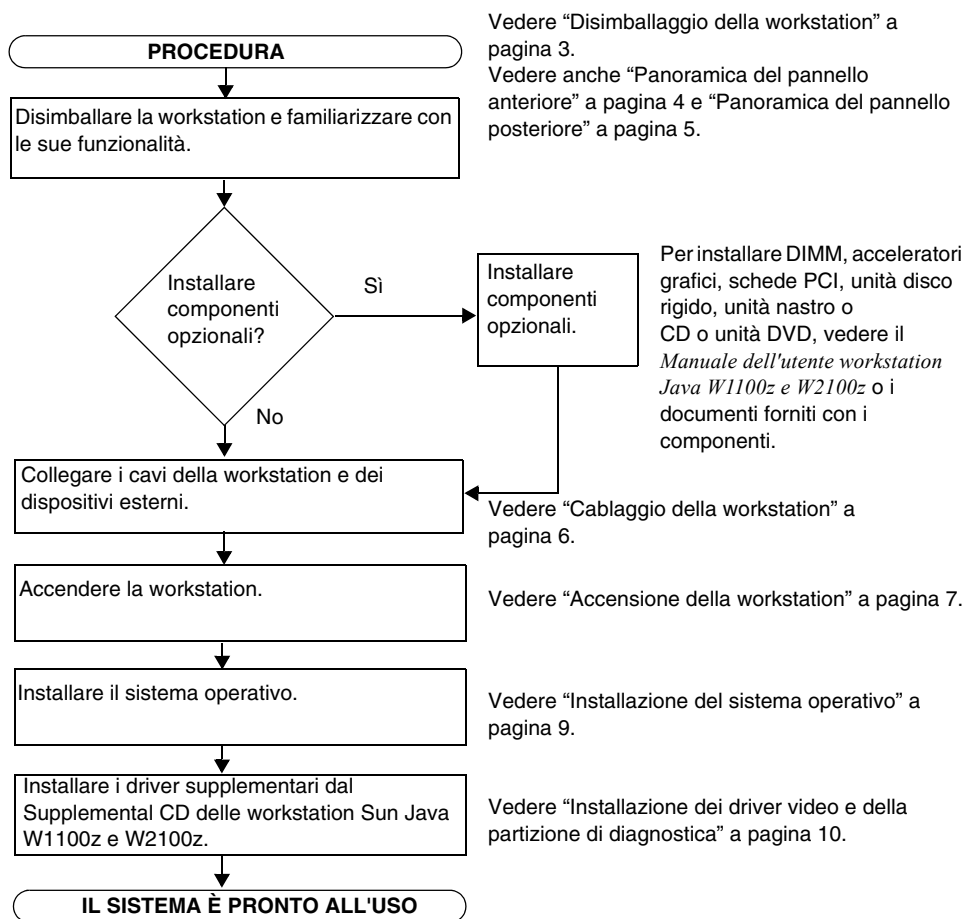 Vedere “Disimballaggio della workstation” a
pagina 3.
Vedere anche “Panoramica del pannello
anteriore” a pagina 4 e “Panoramica del pannello
posteriore” a pagina 5.
PROCEDURA
Disimballare la workstation e familiarizzare con
le sue funzionalità.
Installare
componenti
opzionali?
Sì
Installare
componenti
opzionali.
Per installare DIMM, acceleratori
grafici, schede PCI, unità disco
rigido, unità nastro o
CD o unità DVD, vedere il
Manuale dell'utente workstation
Java W1100z e W2100z o i
documenti forniti con i
componenti.
No
Collegare i cavi della workstation e dei
dispositivi esterni.
Vedere “Cablaggio della workstation” a
pagina 6.
Accendere la workstation.
Vedere “Accensione della workstation” a pagina 7.
Installare il sistema operativo.
Vedere “Installazione del sistema operativo” a
pagina 9.
Installare i driver supplementari dal
Supplemental CD delle workstation Sun Java
W1100z e W2100z.
Vedere “Installazione dei driver video e della
partizione di diagnostica” a pagina 10.
IL SISTEMA È PRONTO ALL'USO